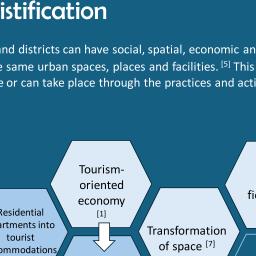 istification
and districts can have social, spatial, economic an
e same urban spaces, places and facilities. [5] This
e or can take place through the practices and acti
Tourism-
oriented
economy
[1]
Residential
artments into
tourist
ommodations
Transformation
of space [7]
fi